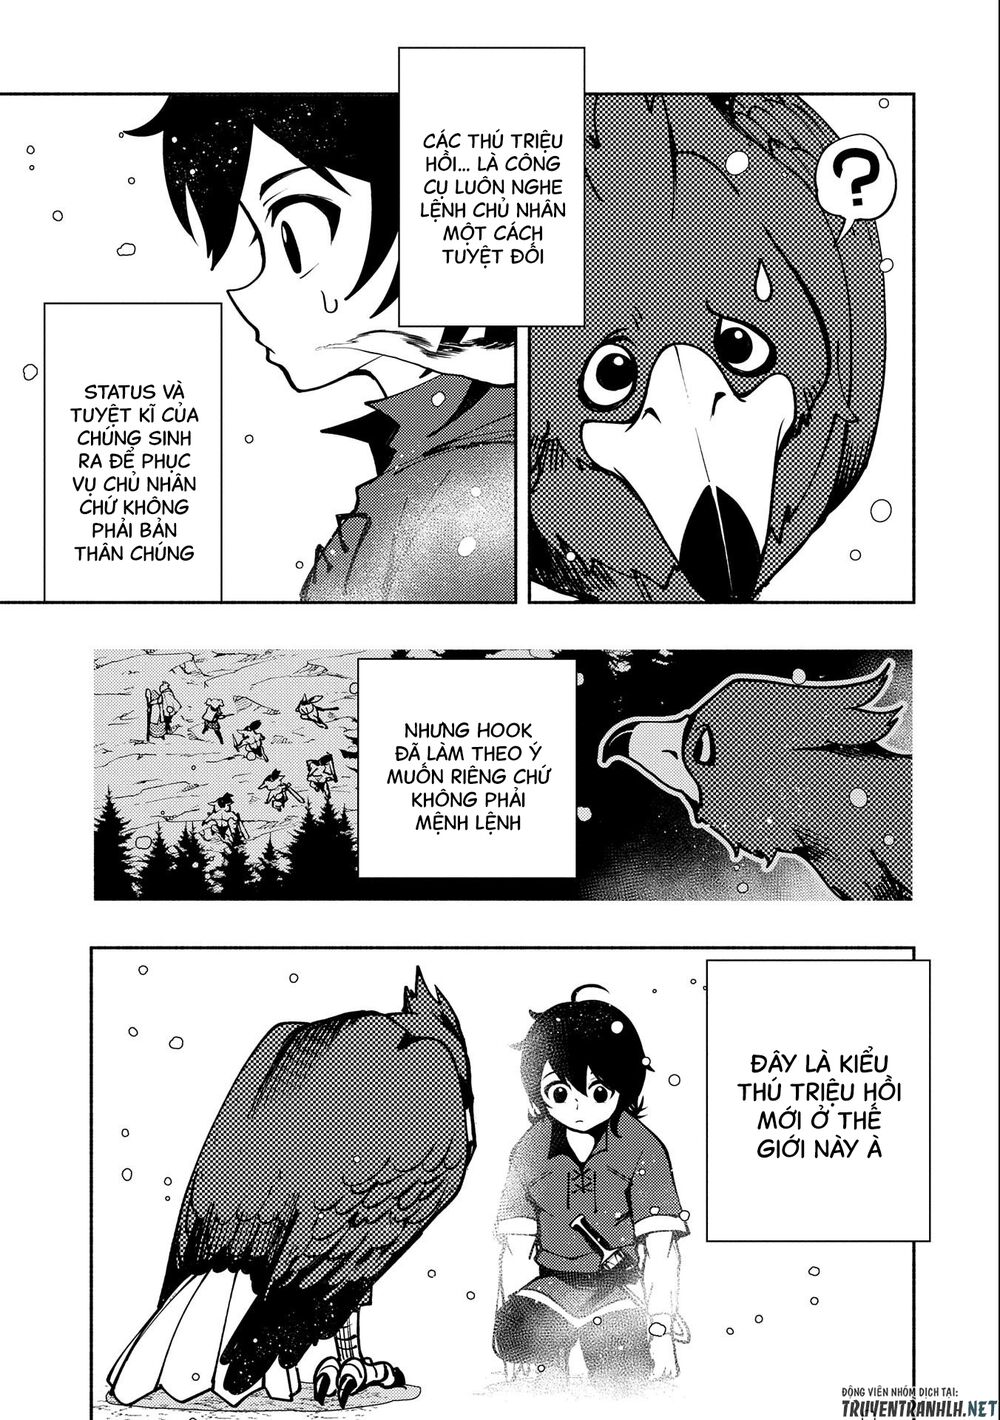 CÁC THÚ TRIỆU
HỒI... LÀ CÔNG
CỤ LUÔN NGHE
LỆNH CHỦ NHÂN
MỘT CÁCH
TUYỆT ĐỐI
?
STATUS VÀ
TUYỆT KĨ CỦA
CHÚNG SINH
RA ĐỂ PHỤC
VỤ CHỦ NHÂN
CHỨ KHÔNG
PHẢI BẢN
THÂN CHÚNG
NHƯNG HOOK
ĐÃ LÀM THEO Ý
MUỐN RIÊNG CHỨ
KHÔNG PHẢI
MỆNH LỆNH
ĐÂY LÀ KIỂU
THÚ TRIỆU HỒI
MỚI Ở THẾ
GIỚI NÀY À
ĐỘNG VIÊN NHÓM DỊCH TẠI:
TRUYENTRANHLH.NET